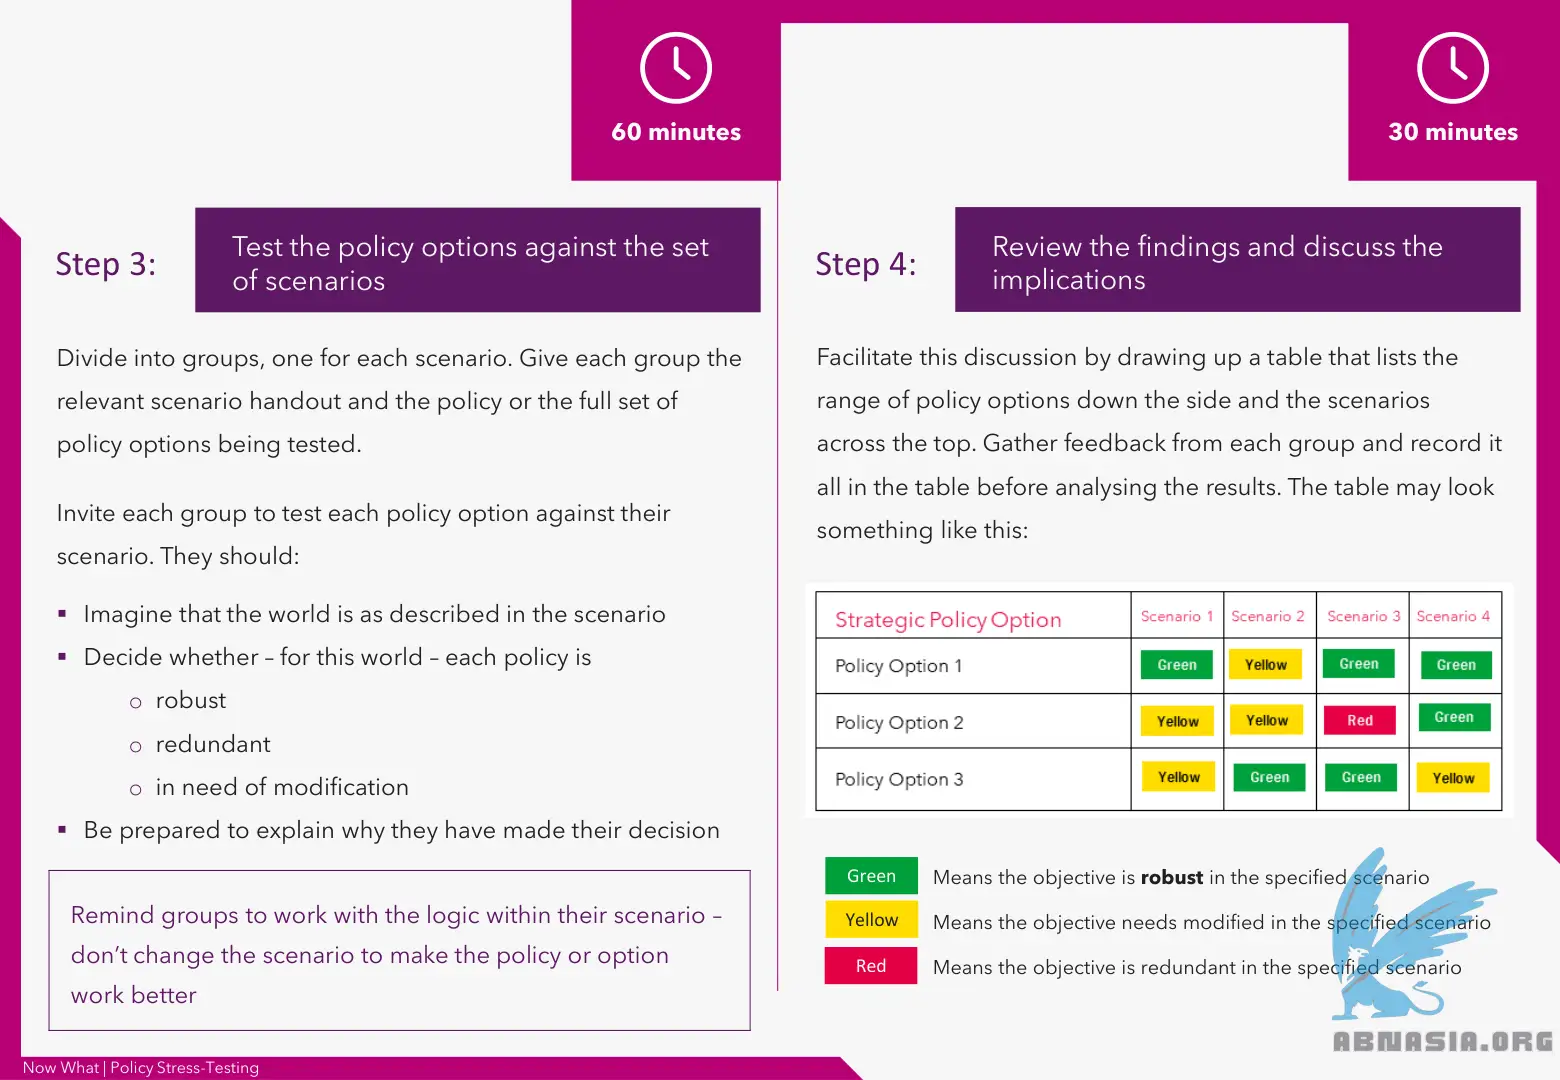 60 minutes
Step 3:
Test the policy options against the set
of scenarios
Divide into groups, one for each scenario. Give each group the
relevant scenario handout and the policy or the full set of
policy options being tested.
Invite each group to test each policy option against their
scenario. They should:
▪ Imagine that the world is as described in the scenario
▪ Decide whether – for this world – each policy is
o robust
o redundant
o in need of modification
▪ Be prepared to explain why they have made their decision
Remind groups to work with the logic within their scenario –
don’t change the scenario to make the policy or option
work better
30 minutes
Step 4:
Review the findings and discuss the
implications
Facilitate this discussion by drawing up a table that lists the
range of policy options down the side and the scenarios
across the top. Gather feedback from each group and record it
all in the table before analysing the results. The table may look
something like this:
Strategic Policy Option Scenario 1 Scenario 2 Scenario 3 Scenario 4
Policy Option 1 Green Yellow Green Green
Policy Option 2 Yellow Yellow Red Green
Policy Option 3 Yellow Green Green Yellow
Green Means the objective is robust in the specified scenario
Yellow Means the objective needs modified in the specified scenario
Red Means the objective is redundant in the specified scenario
ABNASIA.ORG
Now What | Policy Stress-Testing